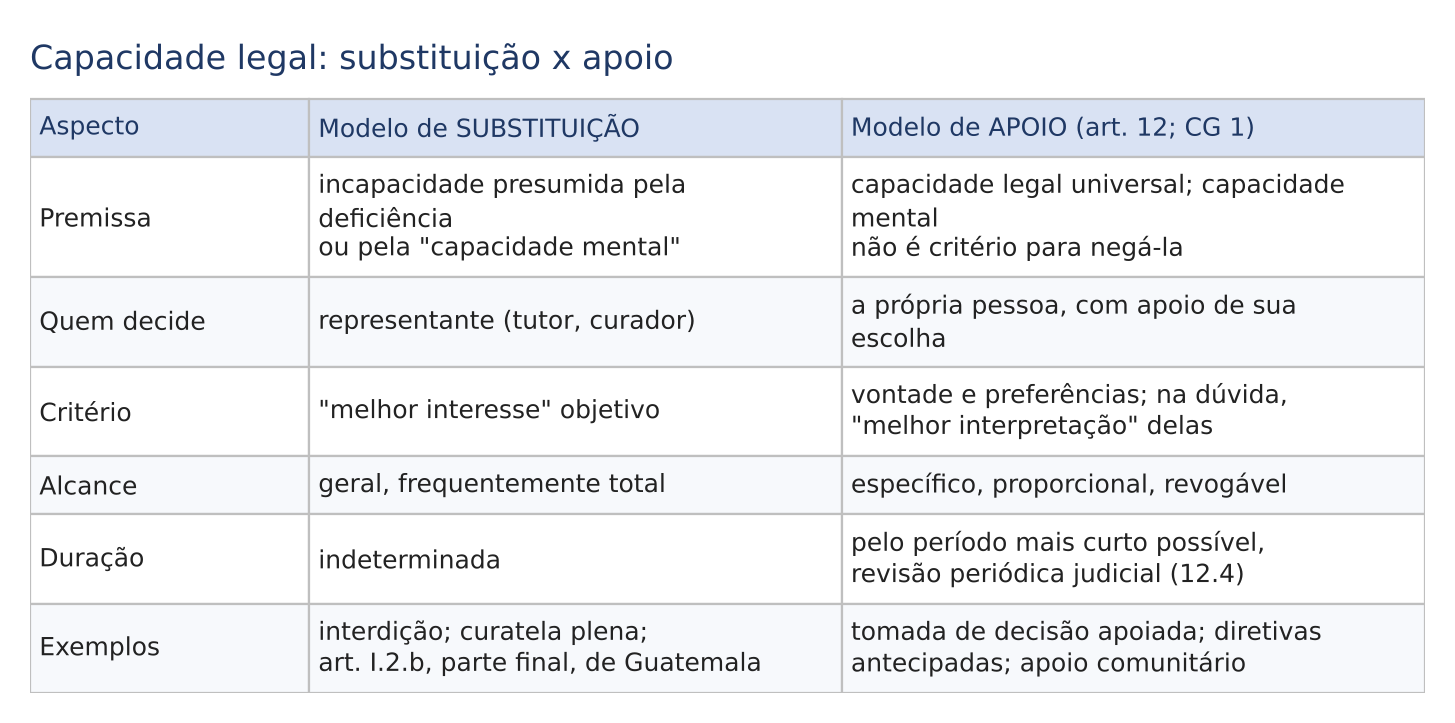 Capacidade legal: substituição x apoio
Aspecto
Modelo de SUBSTITUIÇÃO
Modelo de APOIO (art. 12; CG 1)
Premissa
incapacidade presumida pela
deficiência
ou pela "capacidade mental"
capacidade legal universal; capacidade
mental
não é critério para negá-la
Quem decide
representante (tutor, curador)
a própria pessoa, com apoio de sua
escolha
Critério
"melhor interesse" objetivo
vontade e preferências; na dúvida,
"melhor interpretação" delas
Alcance
geral, frequentemente total
específico, proporcional, revogável
Duração
indeterminada
pelo período mais curto possível,
revisão periódica judicial (12.4)
Exemplos
interdição; curatela plena;
art. I.2.b, parte final, de Guatemala
tomada de decisão apoiada; diretivas
antecipadas; apoio comunitário